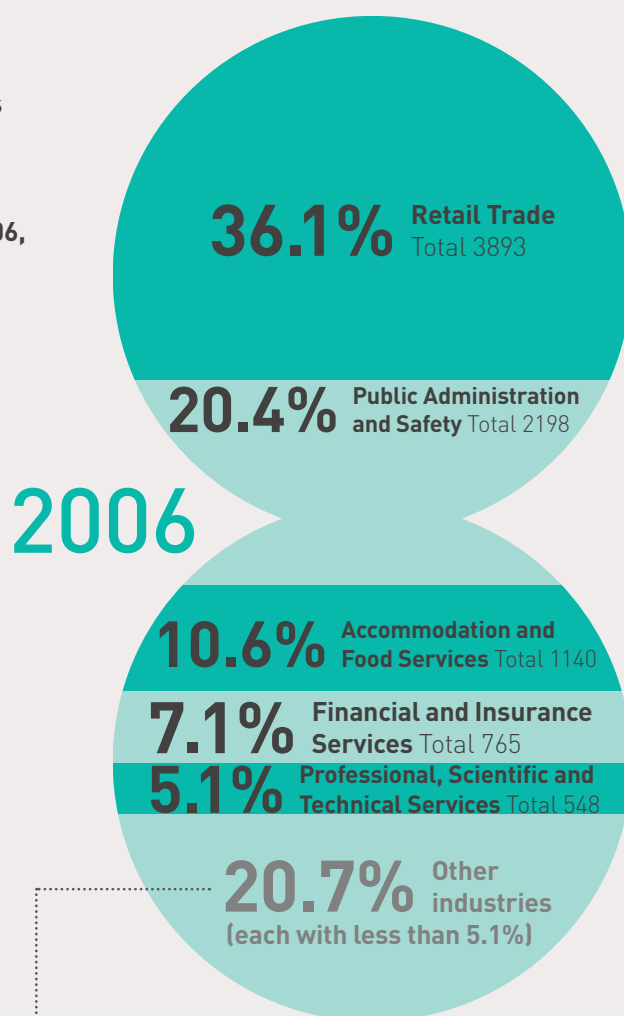 06,
36.1% Retail Trade
Total 3893
20.4% Public Administration
and Safety Total 2198
2006
10.6% Accommodation and
Food Services Total 1140
7.1% Financial and Insurance
Services Total 765
5.1% Professional, Scientific and
Technical Services Total 548
20.7% Other
industries
(each with less than 5.1%)